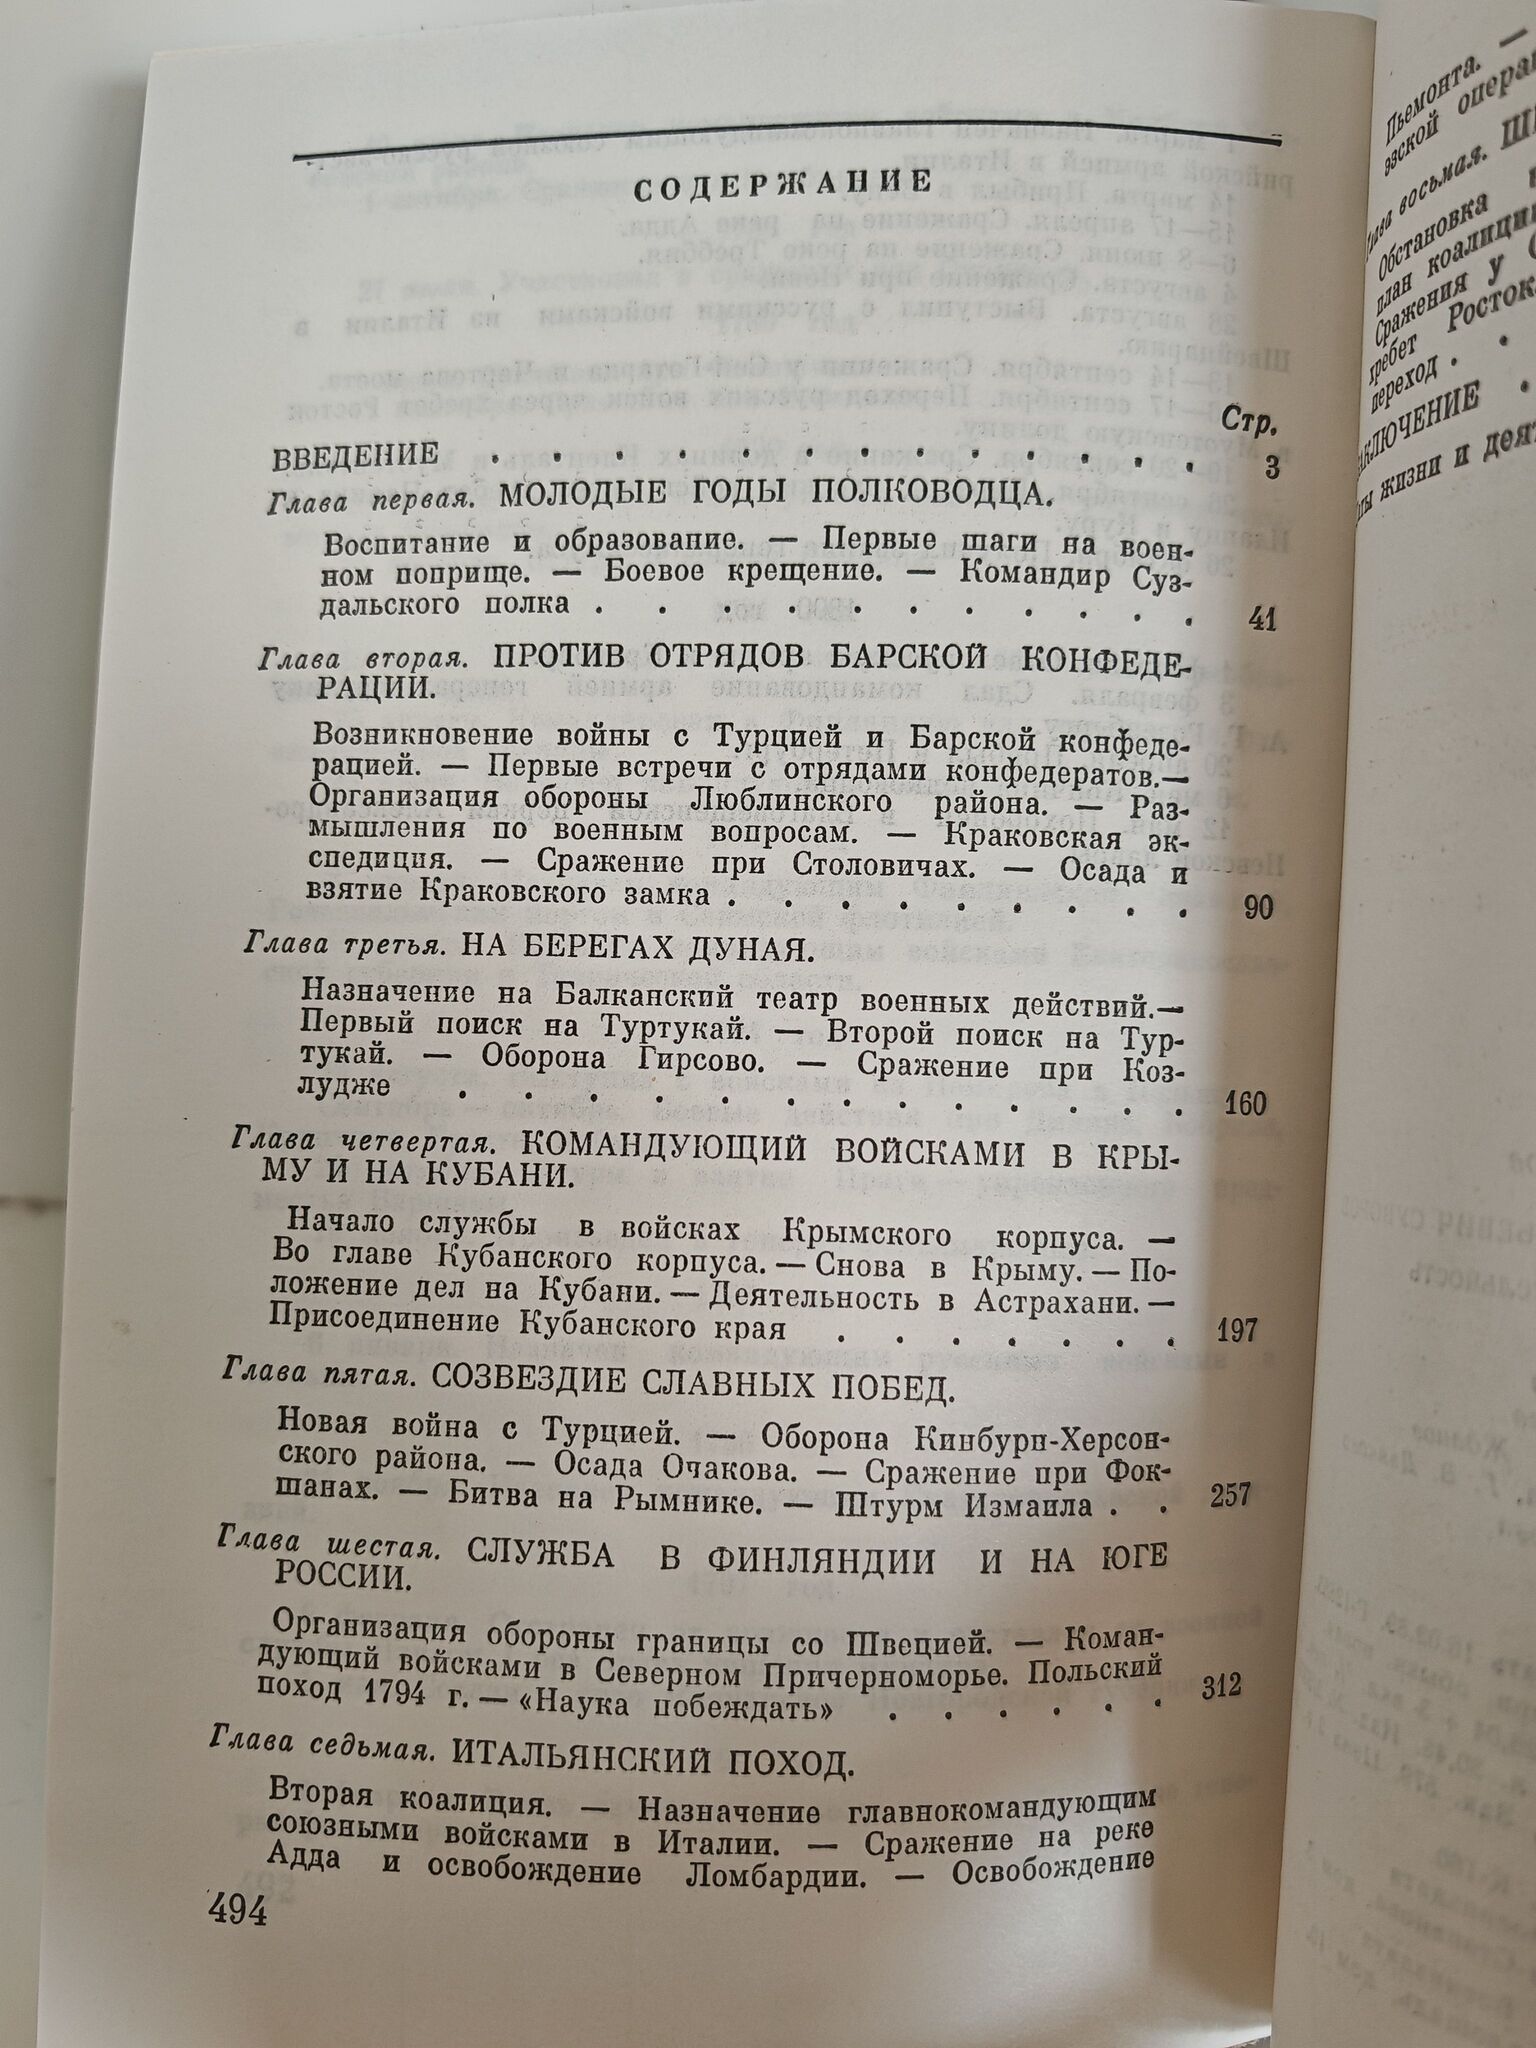 СОДЕРЖАНИЕ
Стр.
ВВЕДЕНИЕ . . . . . . . . . . . . 3
Глава первая. МОЛОДЫЕ ГОДЫ ПОЛКОВОДЦА.
Воспитание и образование. — Первые шаги на воен-
ном поприще. — Боевое крещение. — Командир Суз-
дальского полка . . . . . . . . . . 41
Глава вторая. ПРОТИВ ОТРЯДОВ БАРСКОЙ КОНФЕДЕ-
РАЦИИ.
Возникновение войны с Турцией и Барской конфеде-
рацией. — Первые встречи с отрядами конфедератов.—
Организация обороны Люблинского района. — Раз-
мышления по военным вопросам. — Краковская эк-
спедиция. — Сражение при Столовичах. — Осада и
взятие Краковского замка . . . . . . . . . 90
Глава третья. НА БЕРЕГАХ ДУНАЯ.
Назначение на Балканский театр военных действий.—
Первый поиск на Туртукай. — Второй поиск на Тур-
тукай. — Оборона Гирсово. — Сражение при Коз-
лудже . . . . . . . . . . . . 160
Глава четвертая. КОМАНДУЮЩИЙ ВОЙСКАМИ В КРЫ-
МУ И НА КУБАНИ.
Начало службы в войсках Крымского корпуса. —
Во главе Кубанского корпуса. — Снова в Крыму. — По-
ложение дел на Кубани. — Деятельность в Астрахани. —
Присоединение Кубанского края . . . . . . 197
Глава пятая. СОЗВЕЗДИЕ СЛАВНЫХ ПОБЕД.
Новая война с Турцией. — Оборона Кинбурн-Херсон-
ского района. — Осада Очакова. — Сражение при Фок-
шанах. — Битва на Рымнике. — Штурм Измаила . . 257
Глава шестая. СЛУЖБА В ФИНЛЯНДИИ И НА ЮГЕ
РОССИИ.
Организация обороны границы со Швецией. — Коман-
дующий войсками в Северном Причерноморье. Польский
поход 1794 г. — «Наука побеждать» . . . . . . 312
Глава седьмая. ИТАЛЬЯНСКИЙ ПОХОД.
Вторая коалиция. — Назначение главнокомандующим
союзными войсками в Италии. — Сражение на реке
Адда и освобождение Ломбардии. — Освобождение
494
Пьемонта. —
восьмая.
Обстановка
план
Сражения у
хребет
переход . .
жизни и